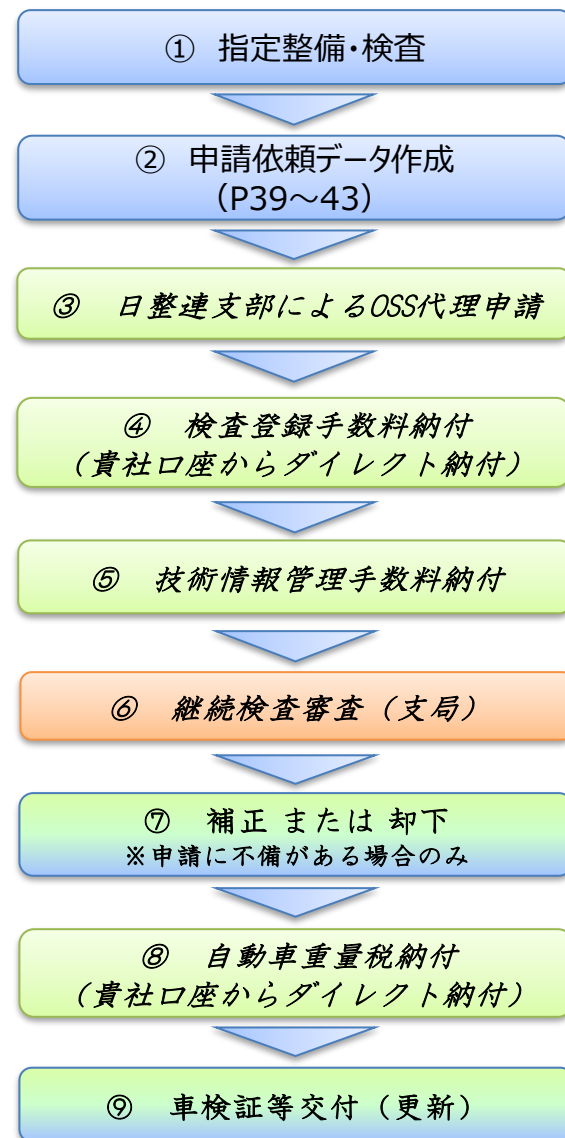 ① 指定整備・検査
② 申請依頼データ作成
（P39～43）
③ 日整連支部によるOSS代理申請
④ 検査登録手数料納付
（貴社口座からダイレクト納付）
⑤ 技術情報管理手数料納付
⑥ 継続検査審査（支局）
⑦ 補正 または 却下
※申請に不備がある場合のみ
⑧ 自動車重量税納付
（貴社口座からダイレクト納付）
⑨ 車検証等交付（更新）